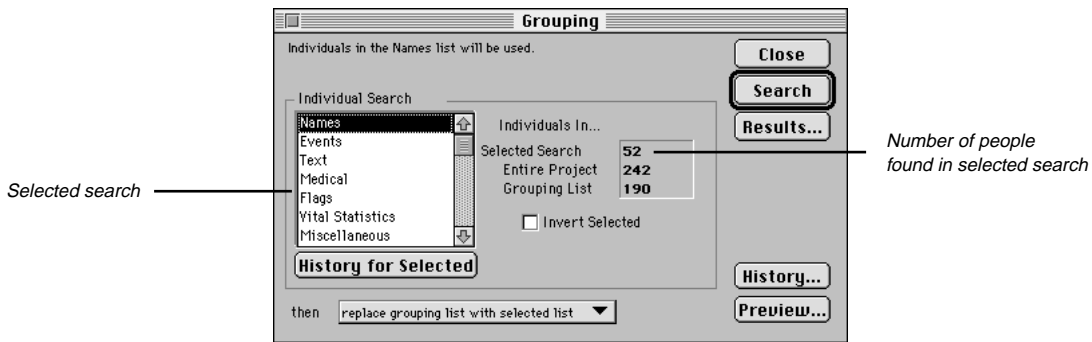 Grouping
Individuals in the Names list will be used.
Close
Search
Results...
Individual Search
Names
Events
Text
Medical
Flags
Vital Statistics
Miscellaneous
Individuals In...
Selected Search 52
Entire Project 242
Grouping List 190
Invert Selected
History for Selected
History...
Preview...
then replace grouping list with selected list
Selected search
Number of people
found in selected search